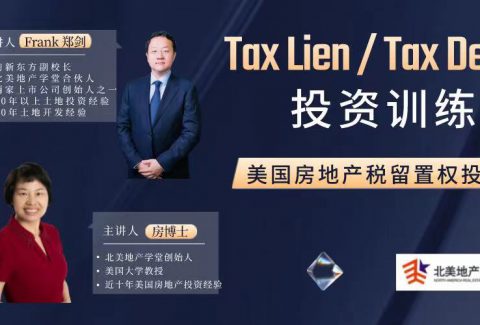 讲人 Frank 郑剑
新东方副校长
北美地产学堂合伙人
家上市公司创始人之一
0年以上土地投资经验
0年土地开发经验
Tax Lien / Tax De
投资训练
美国房地产税留置权投
主讲人 房博士
• 北美地产学堂创始人
• 美国大学教授
• 近十年美国房地产投资经验
北美地产